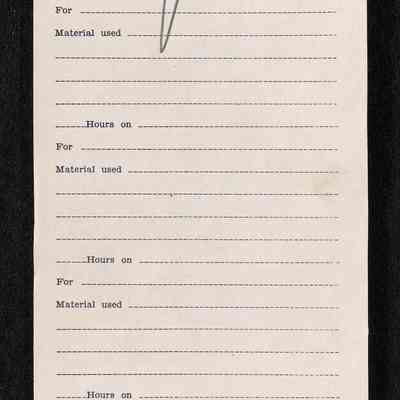 For
Material used
Hours on
For
Material used
Hours on
For
Material used
Hours on